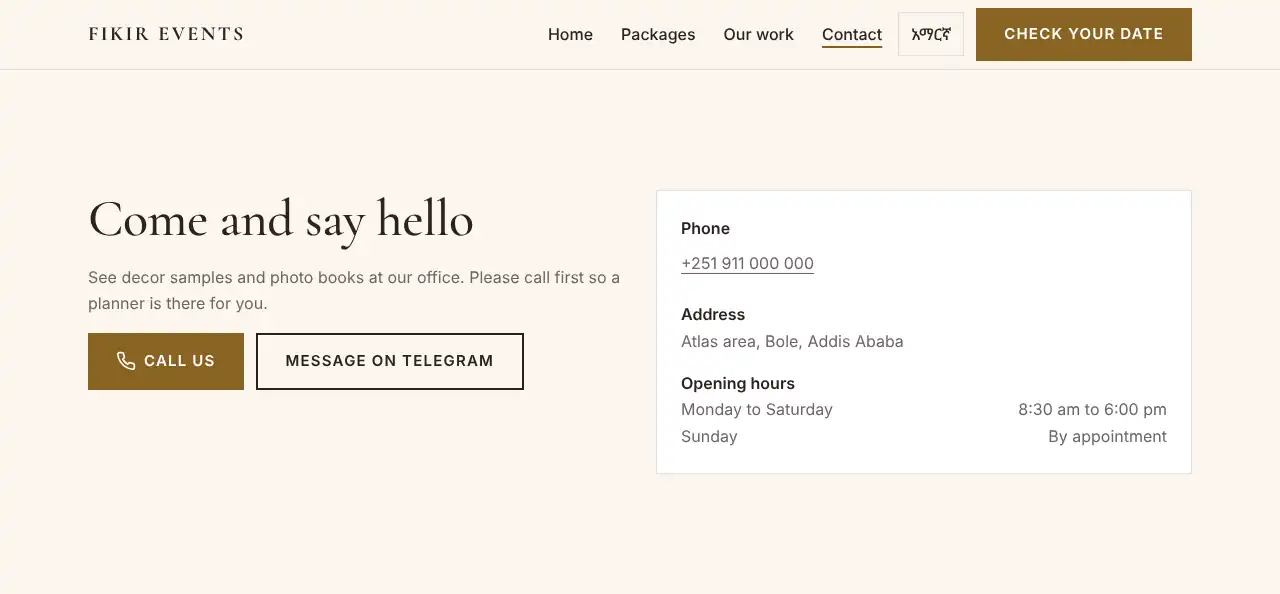 FIKIR EVENTS
Home
Packages
Our work
Contact
አማርኛ
CHECK YOUR DATE
Come and say hello
See decor samples and photo books at our office. Please call first so a
planner is there for you.
CALL US
MESSAGE ON TELEGRAM
Phone
+251 911 000 000
Address
Atlas area, Bole, Addis Ababa
Opening hours
Monday to Saturday 8:30 am to 6:00 pm
Sunday By appointment